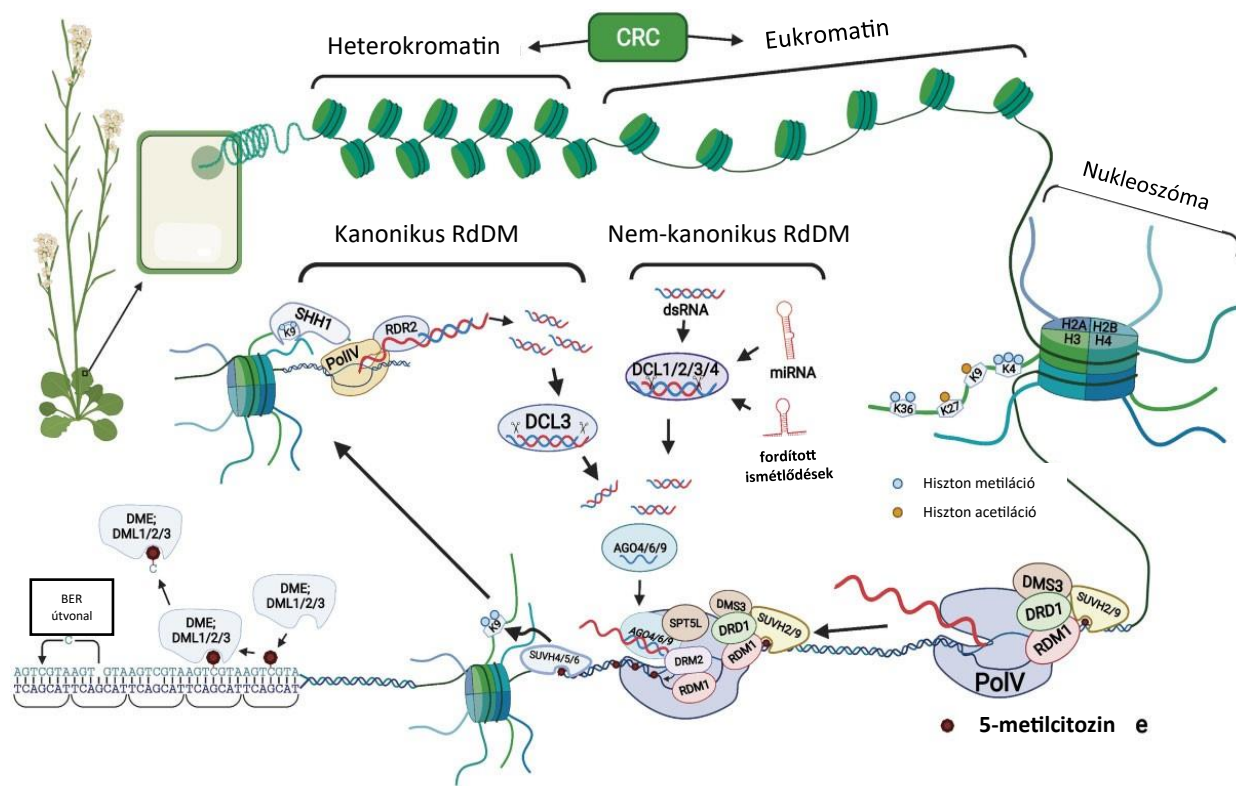 CRC
Heterokromatin
Eukromatin
Nukleoszóma
Kanonikus RdDM
Nem-kanonikus RdDM
SHH1
K9
PolIV
RDR2
dsRNA
DCL1/2/3/4
miRNA
DCL3
fordított
ismétlődések
H2A
H2B
H3
H4
K9
K4
K36
K27
Hiszton metiláció
Hiszton acetiláció
AGO4/6/9
DME;
DML1/2/3
C
DME;
DML1/2/3
DME;
DML1/2/3
BER
útvonal
C
AGTCGTAAGT GTAAGTCGTAAGTCGTAAGTCGTA
TCAGCATTCAGCATTCAGCATTCAGCATTCAGCAT
K9
SUVH4/5/6
AGO4/6/9
SPT5L
DMS3
DRD1
SUVH2/9
RDM1
DRM2
RDM1
DMS3
DRD1
SUVH2/9
RDM1
PolV
5-metilcitozin e